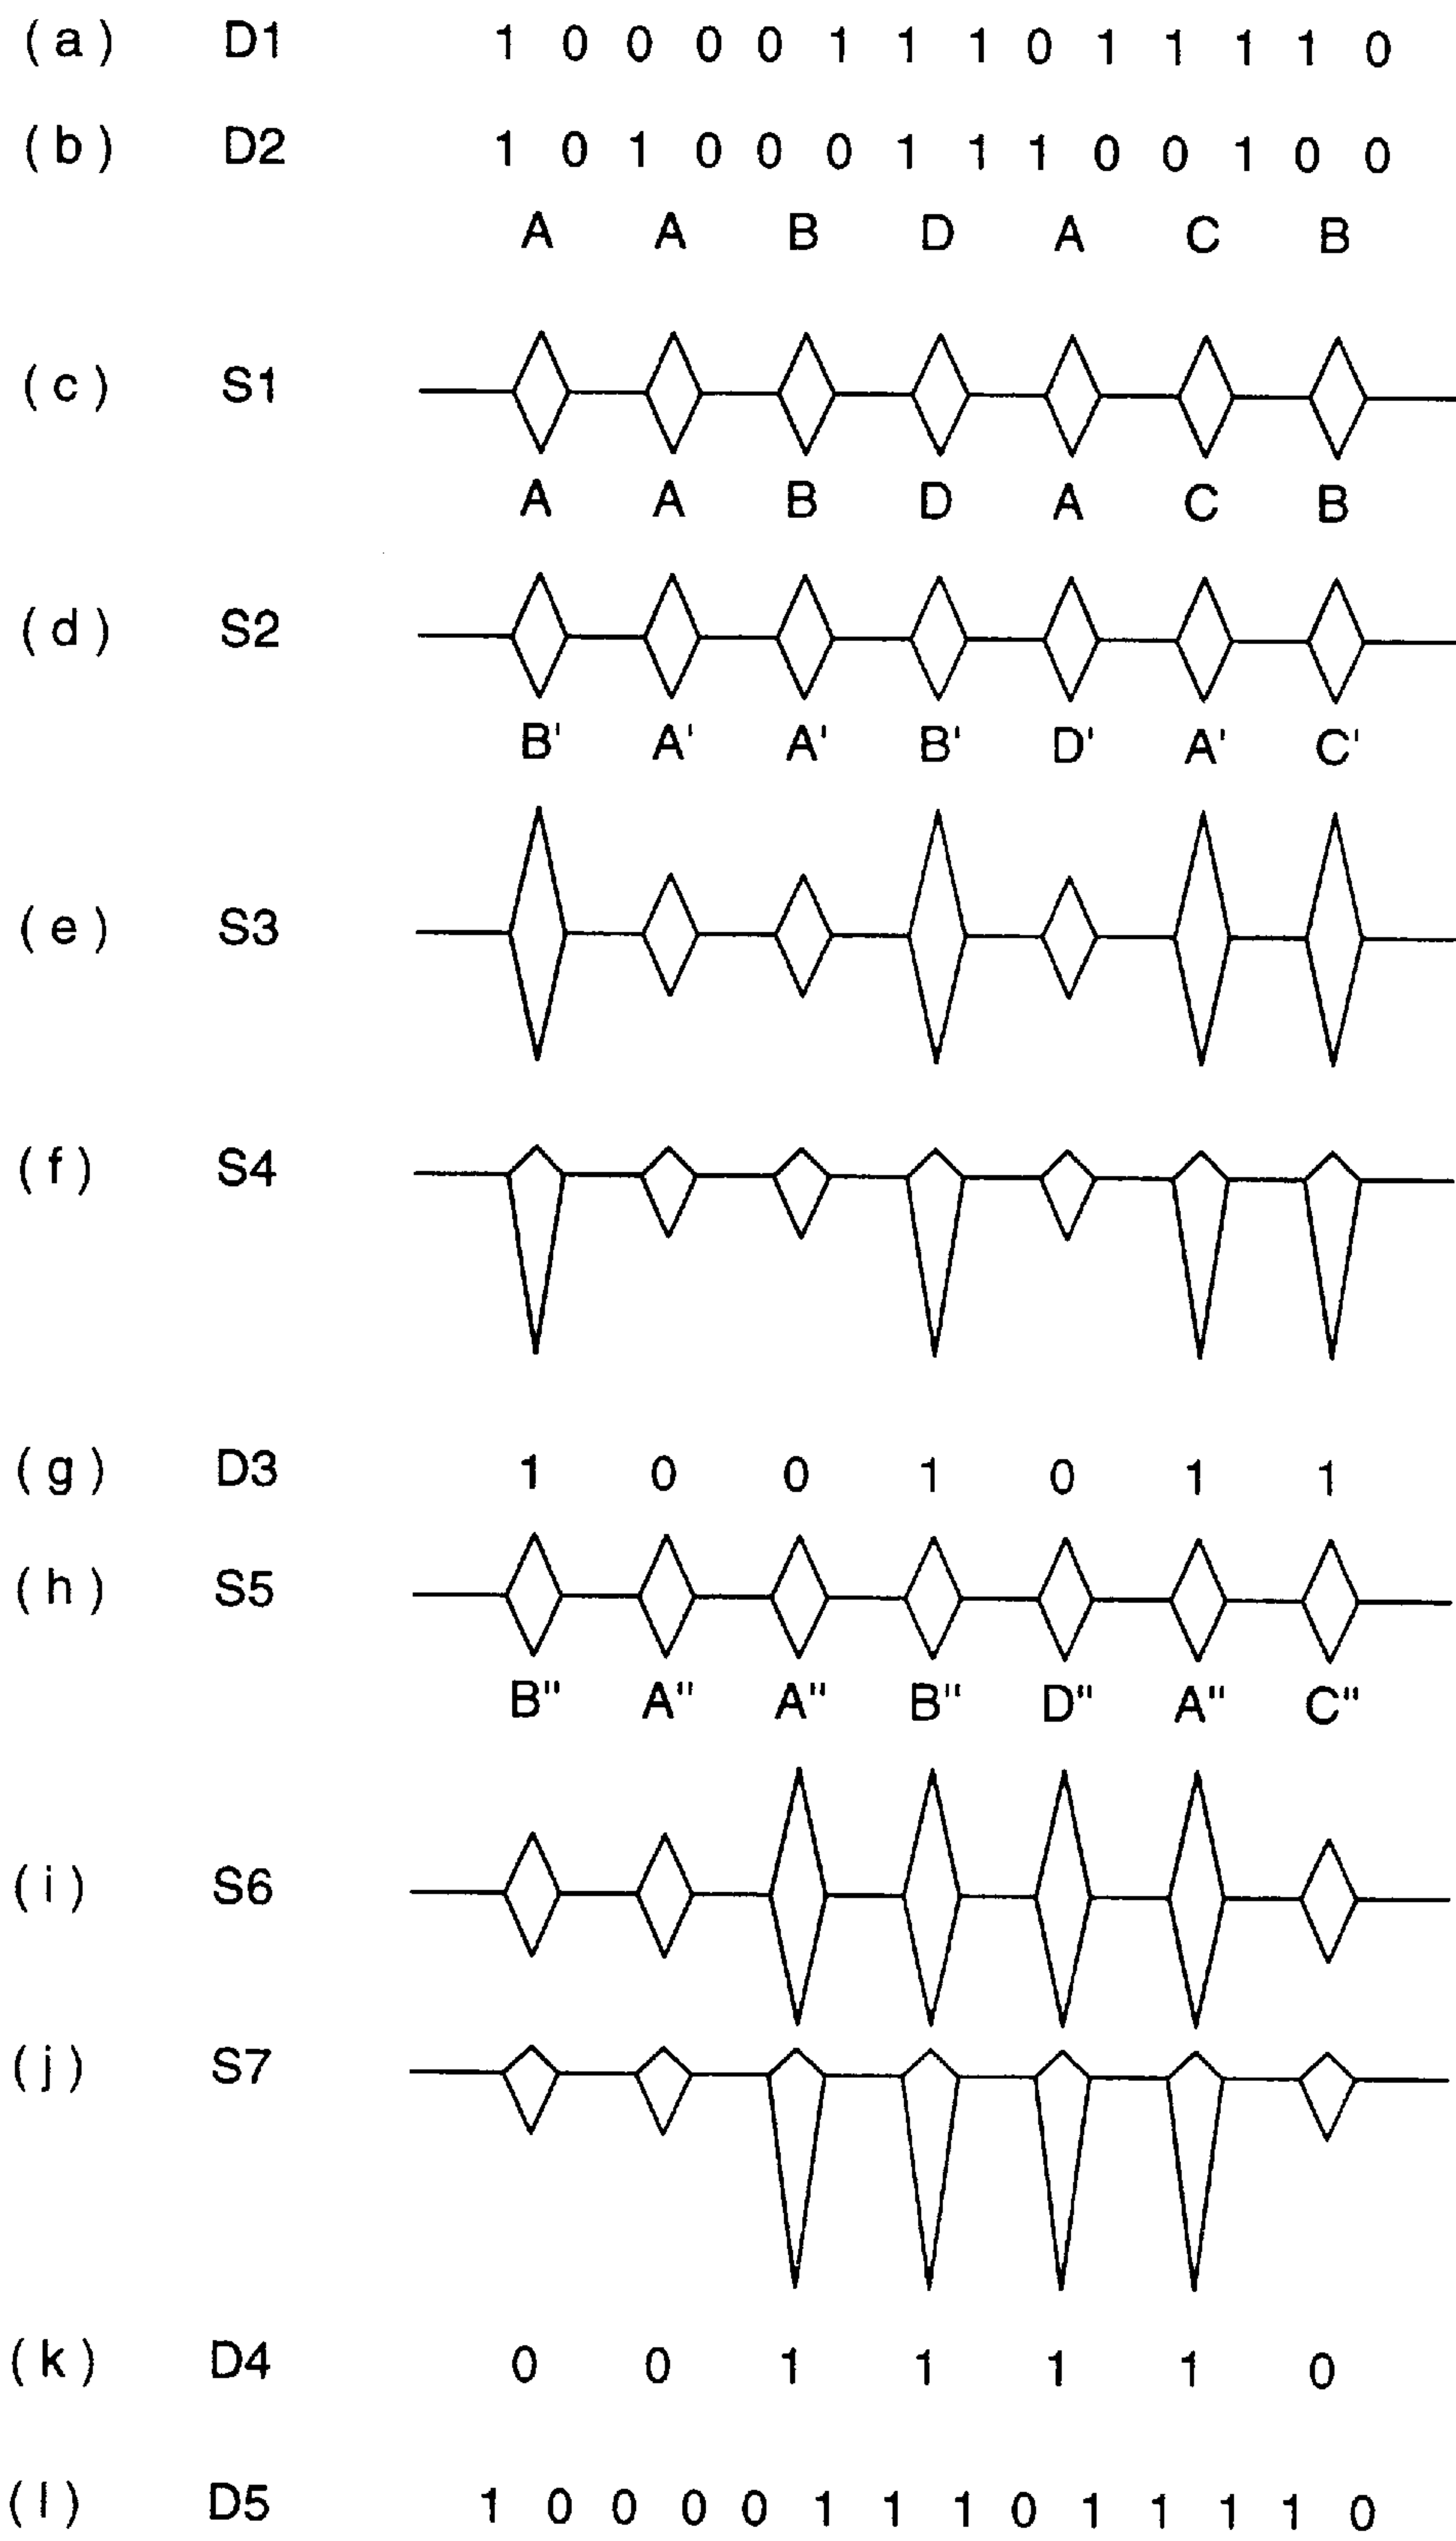 (a) D1 1 0 0 0 0 1 1 1 0 1 1 1 1 0
(b) D2 1 0 1 0 0 0 1 1 1 0 0 1 0 0
A A B D A C B
(c) S1
A A B D A C B
(d) S2
B' A' A' B' D' A' C'
(e) S3
(f) S4
(g) D3 1 0 0 1 0 1 1
(h) S5
B" A" A" B" D" A" C"
(i) S6
(j) S7
(k) D4 0 0 1 1 1 1 0
(l) D5 1 0 0 0 0 1 1 1 0 1 1 1 1 0